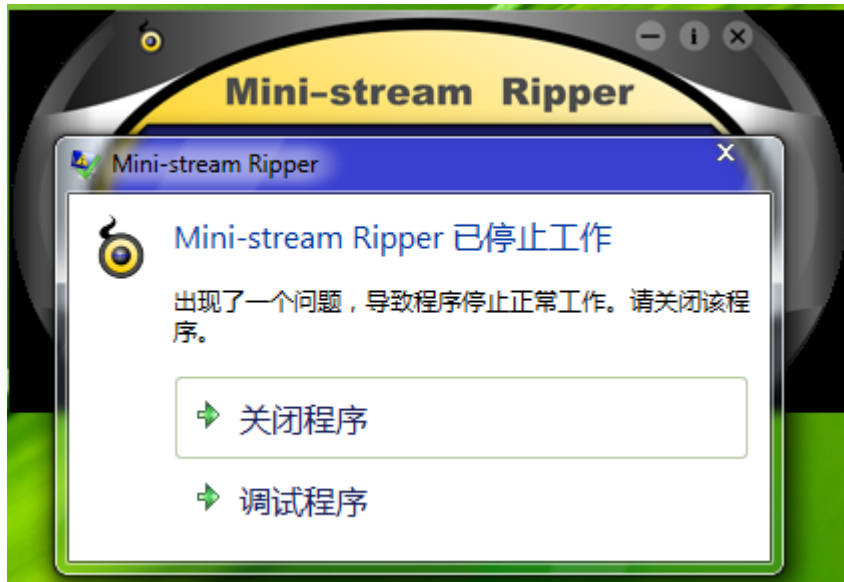 Mini-stream Ripper
Mini-stream Ripper
Mini-stream Ripper 已停止工作
出现了一个问题，导致程序停止正常工作。请关闭该程
序。
关闭程序
调试程序